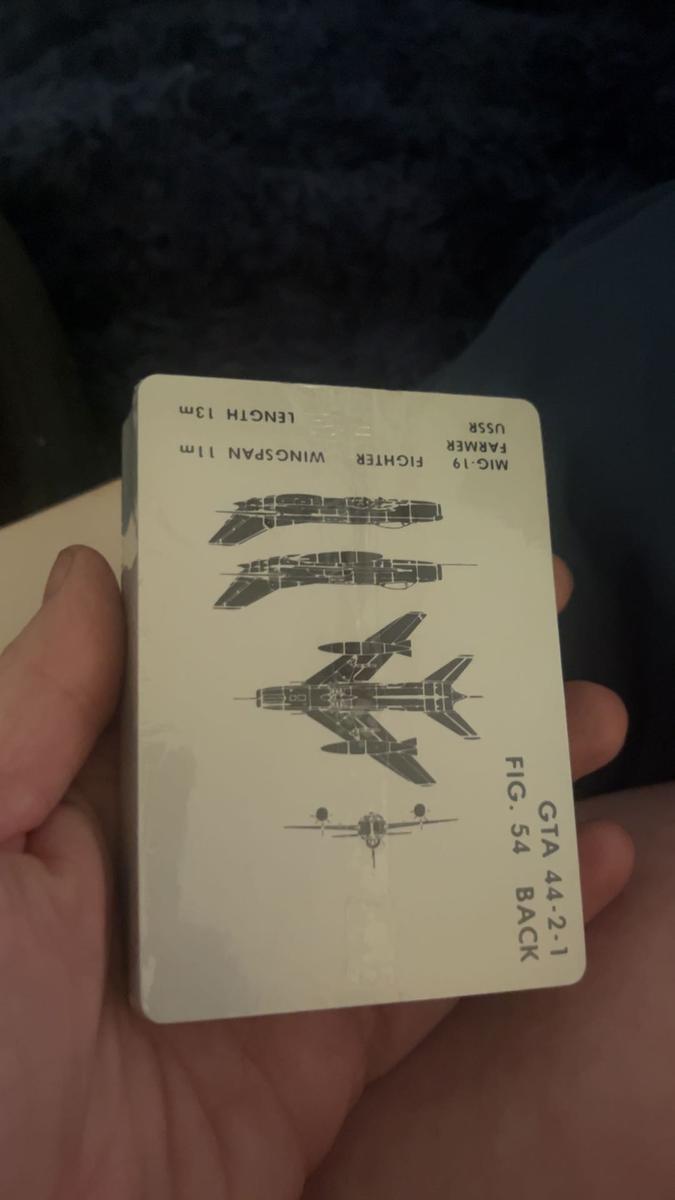 MIG-19 FIGHTER WINGSPAN 11m
FARMER
USSR LENGTH 13m
GTA 44-2-1
FIG. 54 BACK